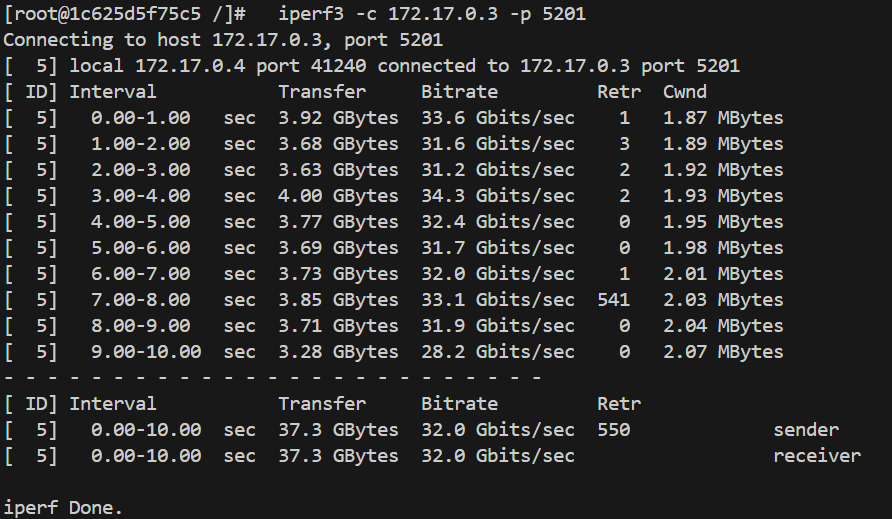 [root@1c625d5f75c5 /]#   iperf3 -c 172.17.0.3 -p 5201
Connecting to host 172.17.0.3, port 5201
[  5] local 172.17.0.4 port 41240 connected to 172.17.0.3 port 5201
[ ID] Interval           Transfer     Bitrate         Retr  Cwnd
[  5]   0.00-1.00   sec  3.92 GBytes  33.6 Gbits/sec    1   1.87 MBytes
[  5]   1.00-2.00   sec  3.68 GBytes  31.6 Gbits/sec    3   1.89 MBytes
[  5]   2.00-3.00   sec  3.63 GBytes  31.2 Gbits/sec    2   1.92 MBytes
[  5]   3.00-4.00   sec  4.00 GBytes  34.3 Gbits/sec    2   1.93 MBytes
[  5]   4.00-5.00   sec  3.77 GBytes  32.4 Gbits/sec    0   1.95 MBytes
[  5]   5.00-6.00   sec  3.69 GBytes  31.7 Gbits/sec    0   1.98 MBytes
[  5]   6.00-7.00   sec  3.73 GBytes  32.0 Gbits/sec    1   2.01 MBytes
[  5]   7.00-8.00   sec  3.85 GBytes  33.1 Gbits/sec  541   2.03 MBytes
[  5]   8.00-9.00   sec  3.71 GBytes  31.9 Gbits/sec    0   2.04 MBytes
[  5]   9.00-10.00  sec  3.28 GBytes  28.2 Gbits/sec    0   2.07 MBytes
- - - - - - - - - - - - - - - - - - - - - - - - -
[ ID] Interval           Transfer     Bitrate         Retr
[  5]   0.00-10.00  sec  37.3 GBytes  32.0 Gbits/sec  550             sender
[  5]   0.00-10.00  sec  37.3 GBytes  32.0 Gbits/sec                  receiver

iperf Done.